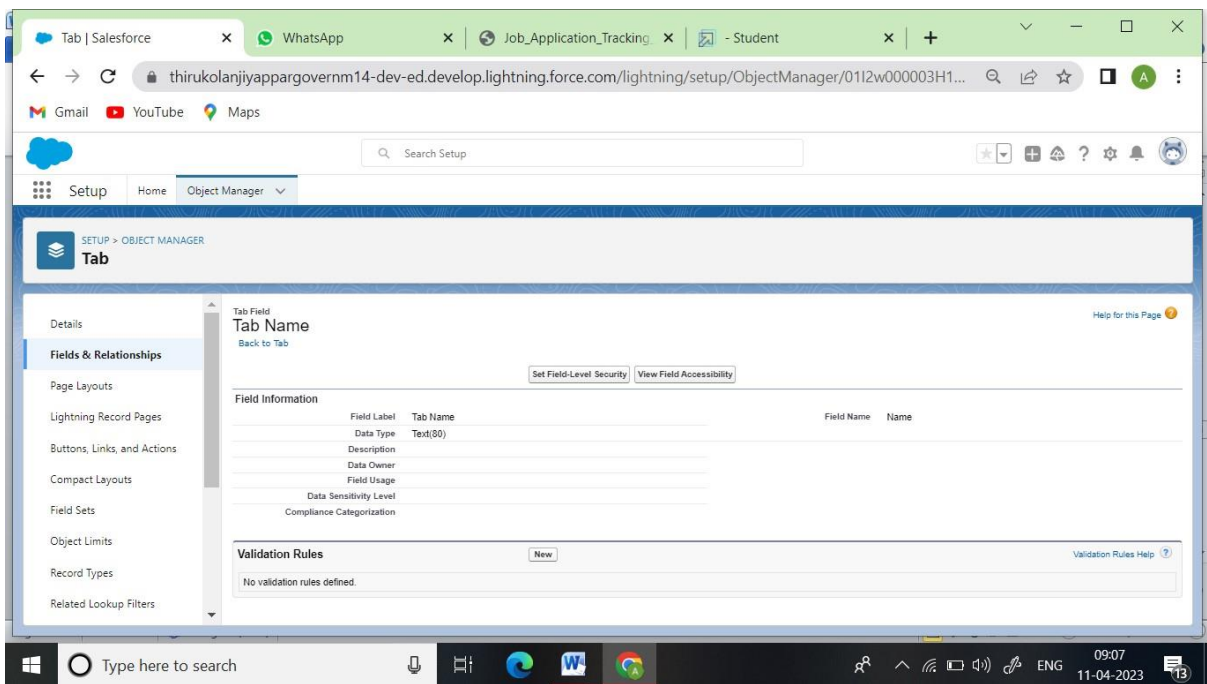 Tab | Salesforce
WhatsApp
Job_Application_Tracking
- Student
thirukolanjiyappargovernm14-dev-ed.develop.lightning.force.com/lightning/setup/ObjectManager/01I2w000003H1...
A
Gmail YouTube Maps
Search Setup
Setup Home Object Manager
SETUP > OBJECT MANAGER
Tab
Details
Fields & Relationships
Page Layouts
Lightning Record Pages
Buttons, Links, and Actions
Compact Layouts
Field Sets
Object Limits
Record Types
Related Lookup Filters
Tab Field
Tab Name
Back to Tab
Help for this Page
Set Field-Level Security View Field Accessibility
Field Information
Field Label Tab Name Field Name Name
Data Type Text(80)
Description
Data Owner
Field Usage
Data Sensitivity Level
Compliance Categorization
Validation Rules New Validation Rules Help ?
No validation rules defined.
Type here to search
W
ENG
09:07
11-04-2023
13